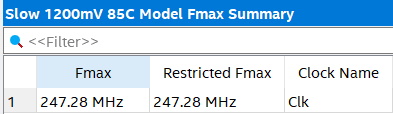 Slow 1200mV 85C Model Fmax Summary
<<Filter>>
Fmax Restricted Fmax Clock Name
1 247.28 MHz 247.28 MHz Clk